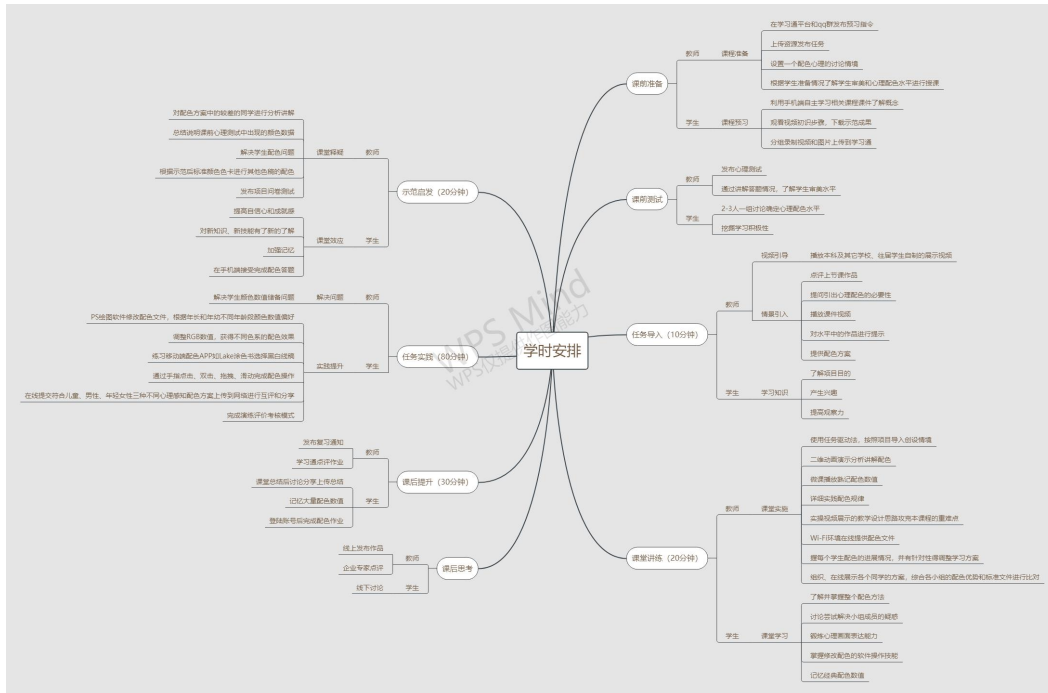 学时安排
课前准备
教师
课程准备
在学习通平台和qq群发布预习指令
上传资源发布任务
设置一个配色心理的讨论情境
根据学生准备情况了解学生审美和心理配色水平进行授课
学生
课程预习
利用手机端自主学习相关课程课件了解概念
观看视频初识步骤、下载示范成果
分组录制视频和图片上传到学习通
课前测试
教师
发布心理测试
通过讲解答题情况,了解学生审美水平
学生
2-3人一组讨论确定心理配色水平
挖掘学习积极性
任务导入(10分钟)
教师
视频引导
播放本科及其它学校、往届学生自制的展示视频
情景引入
点评上节课作品
提问引出心理配色的必要性
播放课件视频
对水平中的作品进行提示
提供配色方案
学生
学习知识
了解项目目的
产生兴趣
提高观察力
课堂讲练(20分钟)
教师
课堂实施
使用任务驱动法、按照项目导入创设情境
二维动画演示分析讲解配色
微课播放熟记配色数值
详细实践配色规律
实操视频展示的教学设计思路攻克本课程的重难点
Wi-Fi环境在线提供配色文件
握每个学生配色的进展情况,并有针对性得调整学习方案
组织、在线展示各个同学的方案,综合各小组的配色优势和标准文件进行比对
学生
课堂学习
了解并掌握整个配色方法
讨论尝试解决小组成员的疑惑
锻炼心理画面表达能力
掌握修改配色的软件操作技能
记忆经典配色数值
示范启发(20分钟)
教师
课堂释疑
对配色方案中的较差的同学进行分析讲解
总结说明课前心理测试中出现的颜色数据
解决学生配色问题
根据示范后标准颜色色卡进行其他色稿的配色
发布项目问卷测试
学生
课堂效应
提高自信心和成就感
对新知识、新技能有了新的了解
加强记忆
在手机端接受完成配色答题
任务实践(80分钟)
教师
解决问题
解决学生颜色数值储备问题
学生
实践提升
PS绘图软件修改配色文件,根据年长和年幼不同年龄段颜色数值偏好
调整RGB数值,获得不同色系的配色效果
练习移动端配色APP如Lake涂色书选择黑白线稿
通过手指点击、双击、拖拽、滑动完成配色操作
在线提交符合儿童、男性、年轻女性三种不同心理感知配色方案上传到网络进行互评和分享
完成演练评价考核模式
课后提升(30分钟)
教师
发布复习通知
学习通点评作业
学生
课堂总结后讨论分享上传总结
记忆大量配色数值
登陆账号后完成配色作业
课后思考
教师
线上发布作品
企业专家点评
学生
线下讨论
WPS Mind